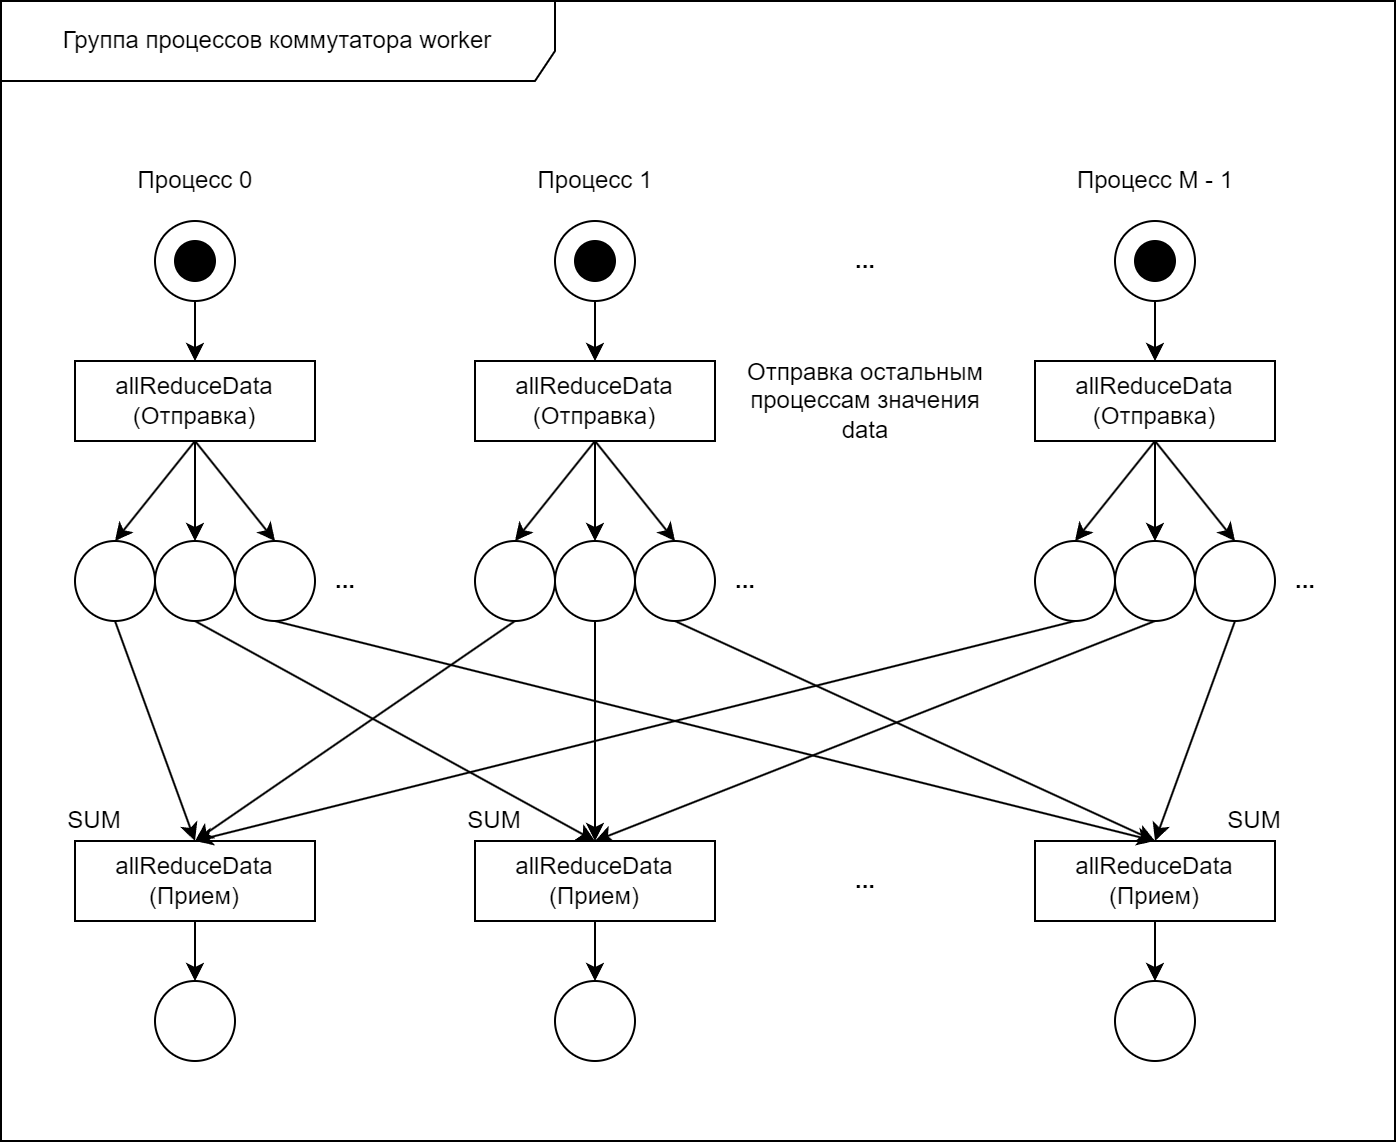 Группа процессов коммутатора worker
Процесс 0
Процесс 1
Процесс M - 1
...
allReduceData
(Отправка)
allReduceData
(Отправка)
Отправка остальным
процессам значения
data
allReduceData
(Отправка)
...
...
...
SUM
SUM
SUM
allReduceData
(Прием)
allReduceData
(Прием)
...
allReduceData
(Прием)